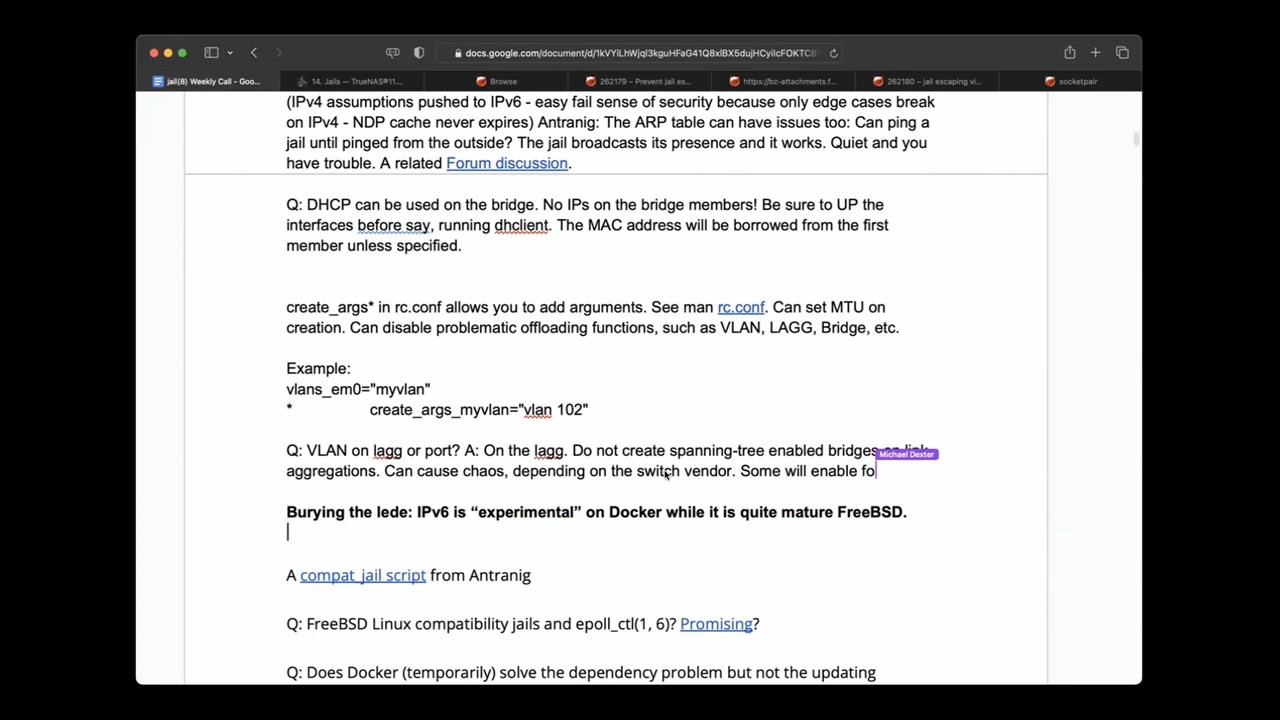 docs.google.com/document/d/1kVYiLhWjql3kguHFaG41Q8xlBX5dujHCyilcFOKTCB
jail(8) Weekly Call - Goo...
14. Jails — TrueNAS®11....
Browse
262179 – Prevent jail es...
https://bz-attachments.f...
262180 – jail escaping vi...
socketpair
(IPv4 assumptions pushed to IPv6 - easy fail sense of security because only edge cases break
on IPv4 - NDP cache never expires) Antranig: The ARP table can have issues too: Can ping a
jail until pinged from the outside? The jail broadcasts its presence and it works. Quiet and you
have trouble. A related Forum discussion.
Q: DHCP can be used on the bridge. No IPs on the bridge members! Be sure to UP the
interfaces before say, running dhclient. The MAC address will be borrowed from the first
member unless specified.
create_args* in rc.conf allows you to add arguments. See man rc.conf. Can set MTU on
creation. Can disable problematic offloading functions, such as VLAN, LAGG, Bridge, etc.
Example:
vlans_em0="myvlan"
* create_args_myvlan="vlan 102"
Q: VLAN on lagg or port? A: On the lagg. Do not create spanning-tree enabled bridges on link
Michael Dexter
aggregations. Can cause chaos, depending on the switch vendor. Some will enable fo
Burying the lede: IPv6 is “experimental” on Docker while it is quite mature FreeBSD.
A compat_jail script from Antranig
Q: FreeBSD Linux compatibility jails and epoll_ctl(1, 6)? Promising?
Q: Does Docker (temporarily) solve the dependency problem but not the updating